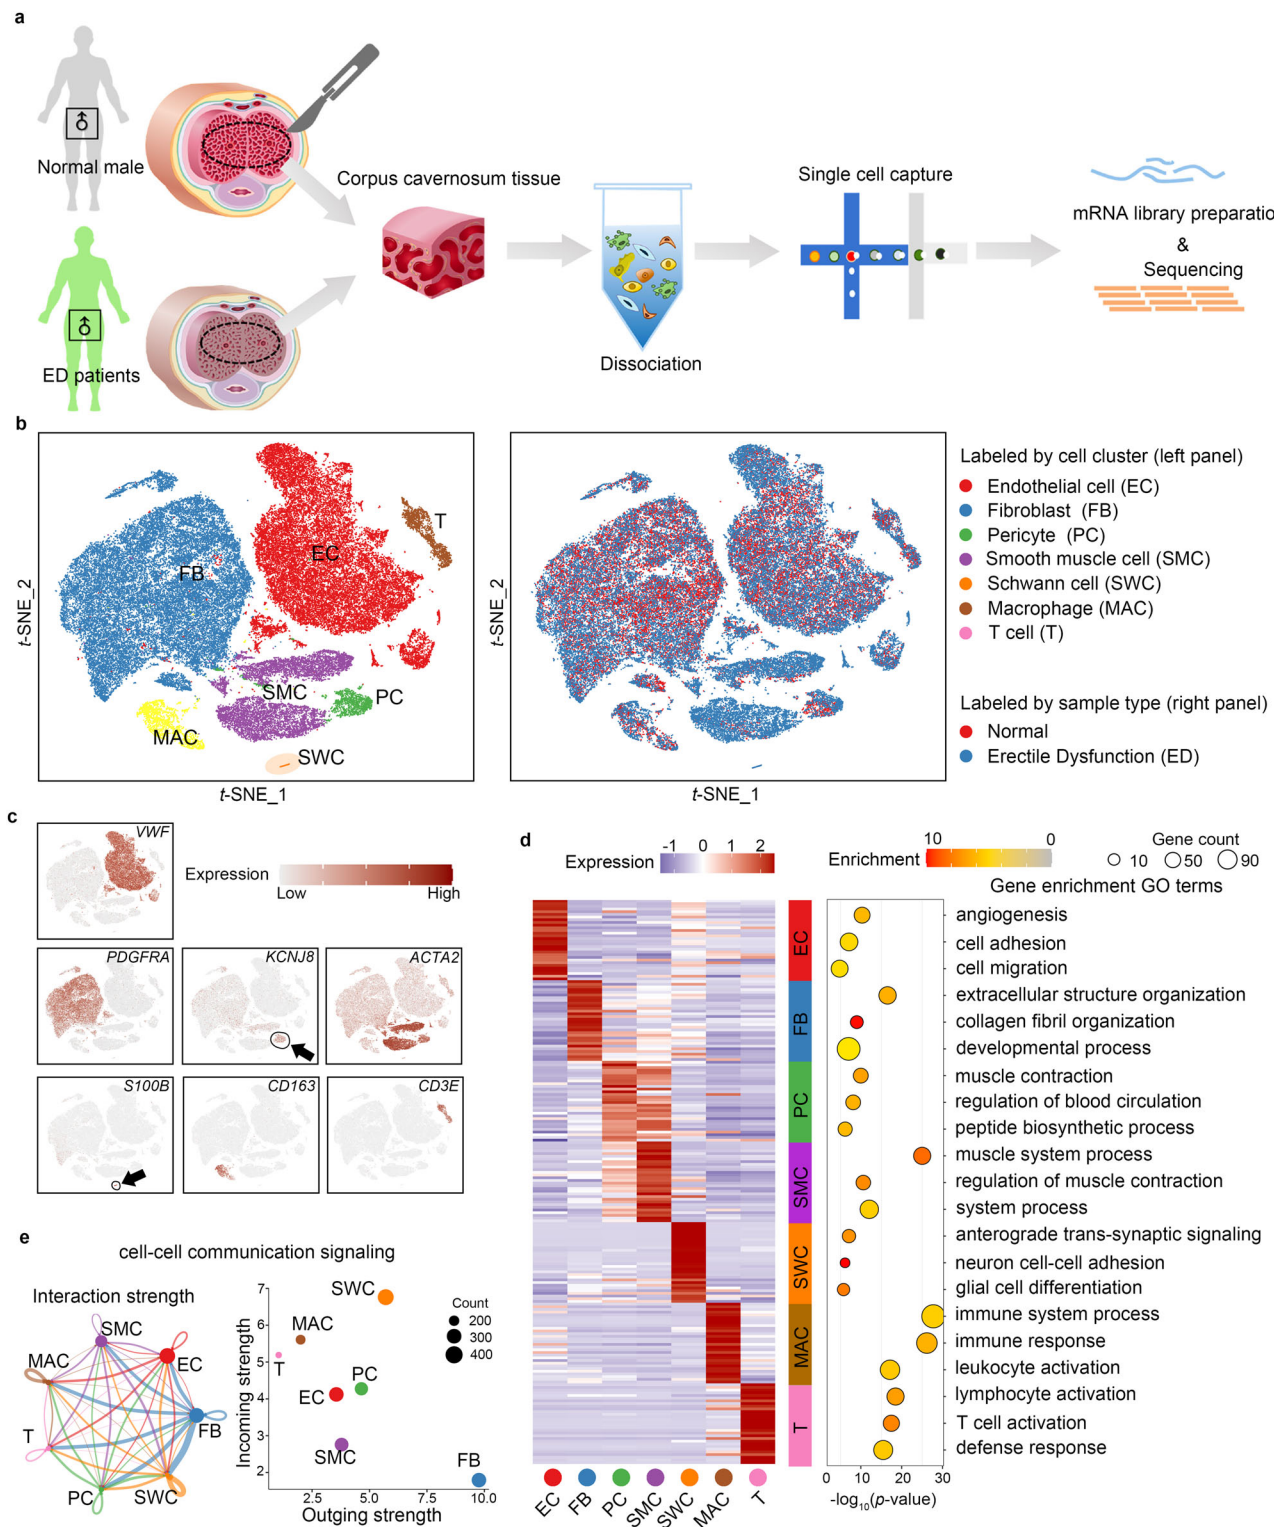 a
Normal male
ED patients
Corpus cavernosum tissue
Dissociation
Single cell capture
mRNA library preparatio
&
Sequencing
b
FB
EC
T
SMC
PC
MAC
SWC
t-SNE_2
t-SNE_1
t-SNE_2
t-SNE_1
Labeled by cell cluster (left panel)
Endothelial cell (EC)
Fibroblast (FB)
Pericyte (PC)
Smooth muscle cell (SMC)
Schwann cell (SWC)
Macrophage (MAC)
T cell (T)
Labeled by sample type (right panel)
Normal
Erectile Dysfunction (ED)
c
VWF
Expression
Low
High
PDGFRA
KCNJ8
ACTA2
S100B
CD163
CD3E
d
Expression
-1 0 1 2
Enrichment
10 0
Gene count
10 50 90
Gene enrichment GO terms
EC
FB
PC
SMC
SWC
MAC
T
angiogenesis
cell adhesion
cell migration
extracellular structure organization
collagen fibril organization
developmental process
muscle contraction
regulation of blood circulation
peptide biosynthetic process
muscle system process
regulation of muscle contraction
system process
anterograde trans-synaptic signaling
neuron cell-cell adhesion
glial cell differentiation
immune system process
immune response
leukocyte activation
lymphocyte activation
T cell activation
defense response
EC FB PC SMC SWC MAC T
0 10 20 30
-log10(p-value)
e
cell-cell communication signaling
Interaction strength
SMC
EC
MAC
FB
T
SWC
PC
Incoming strength
7
6
5
4
3
2
SWC
MAC
T
PC
EC
SMC
FB
Count
200
300
400
2.5 5.0 7.5 10.0
Outging strength